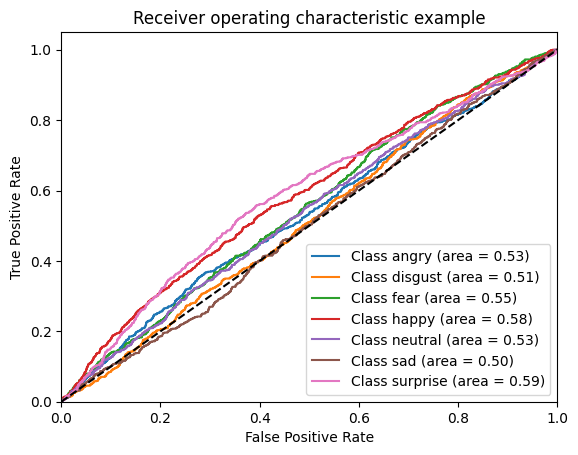 Receiver operating characteristic example
True Positive Rate
1.0
0.8
0.6
0.4
0.2
0.0
Class angry (area = 0.53)
Class disgust (area = 0.51)
Class fear (area = 0.55)
Class happy (area = 0.58)
Class neutral (area = 0.53)
Class sad (area = 0.50)
Class surprise (area = 0.59)
0.0 0.2 0.4 0.6 0.8 1.0
False Positive Rate